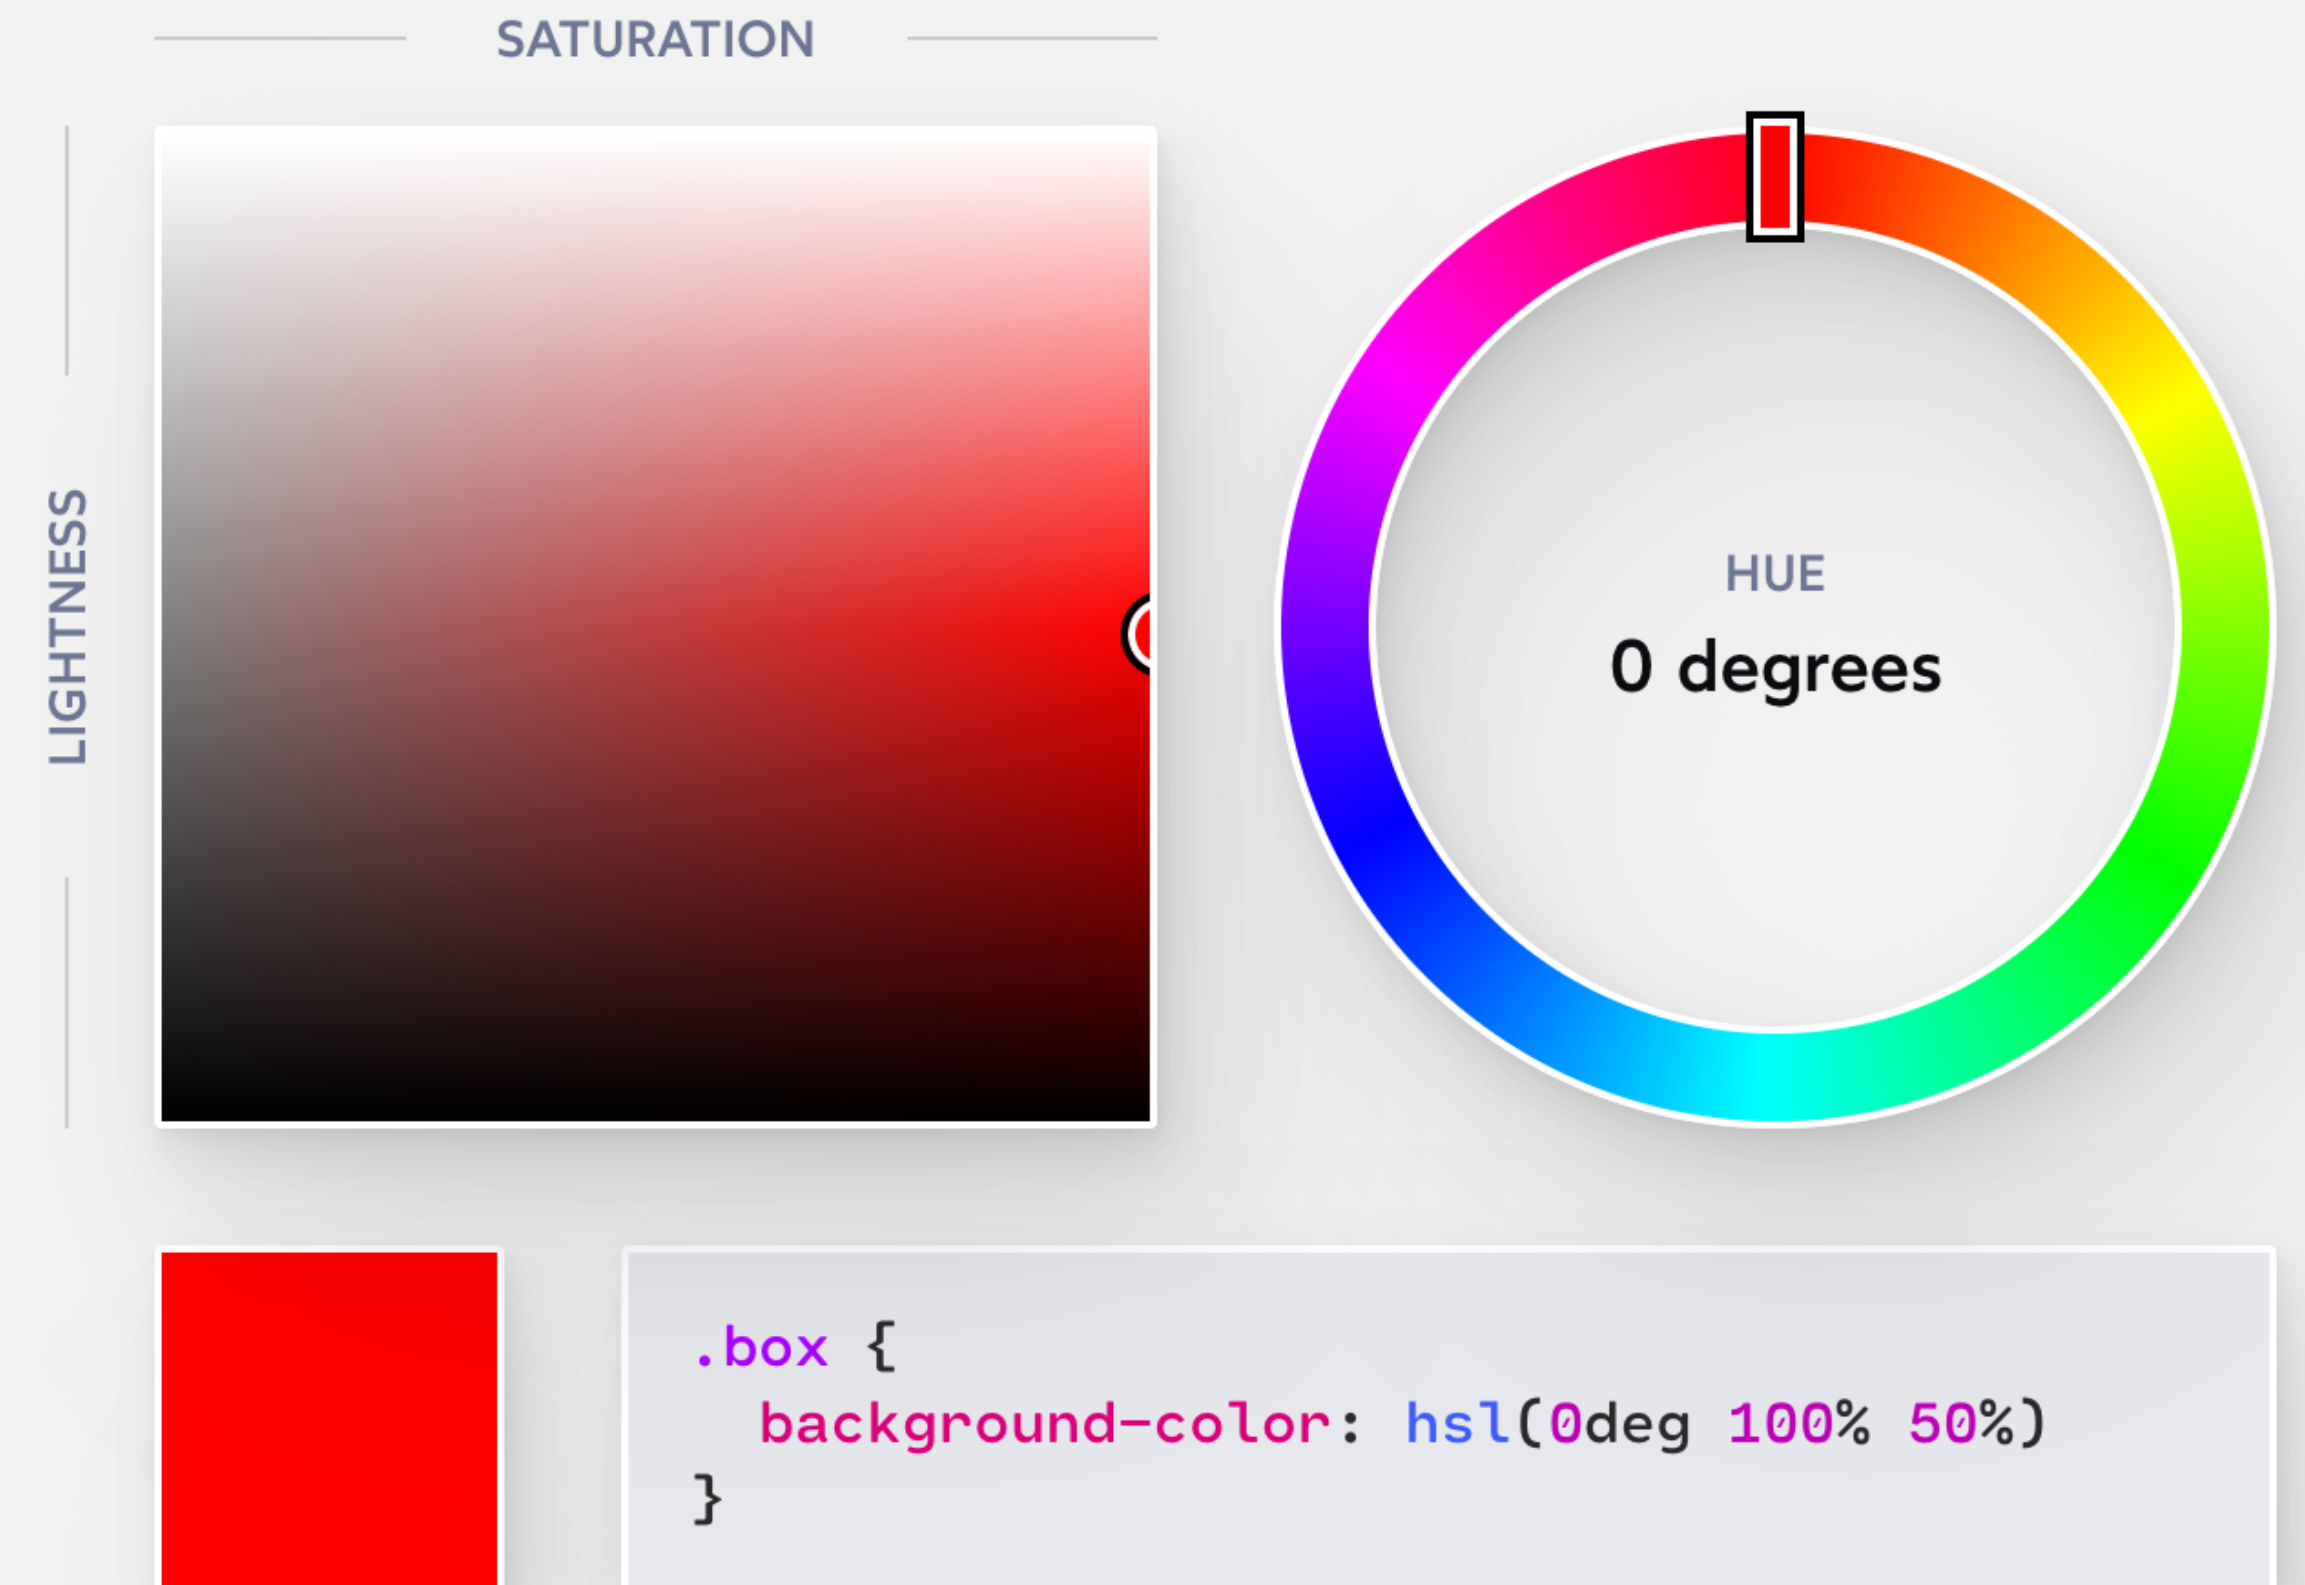 SATURATION
LIGHTNESS
HUE
0 degrees
.box {
  background-color: hsl(0deg 100% 50%)
}